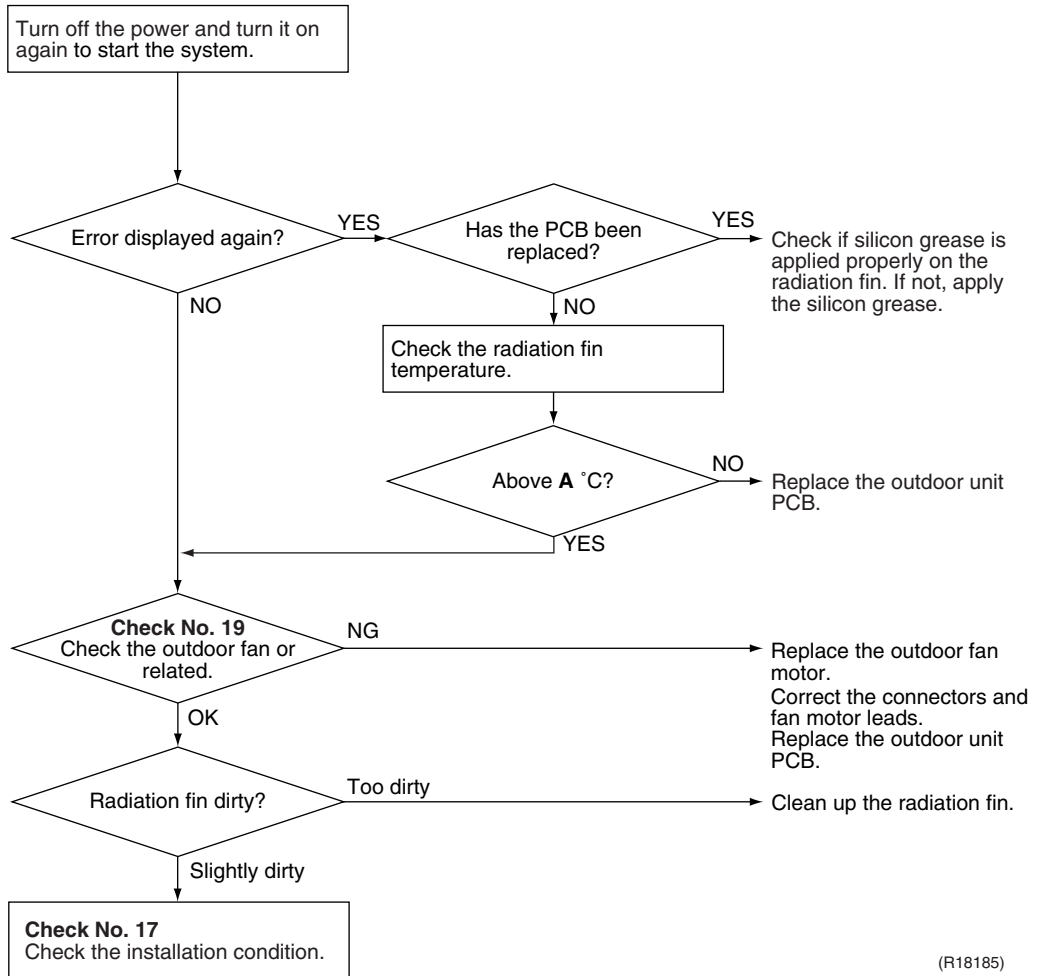 Turn off the power and turn it on
again to start the system.
Error displayed again?
YES
Has the PCB been
replaced?
YES
Check if silicon grease is
applied properly on the
radiation fin. If not, apply
the silicon grease.
NO
NO
Check the radiation fin
temperature.
Above A ˚C?
NO
Replace the outdoor unit
PCB.
YES
Check No. 19
Check the outdoor fan or
related.
NG
Replace the outdoor fan
motor.
Correct the connectors and
fan motor leads.
Replace the outdoor unit
PCB.
OK
Radiation fin dirty?
Too dirty
Clean up the radiation fin.
Slightly dirty
Check No. 17
Check the installation condition.
(R18185)